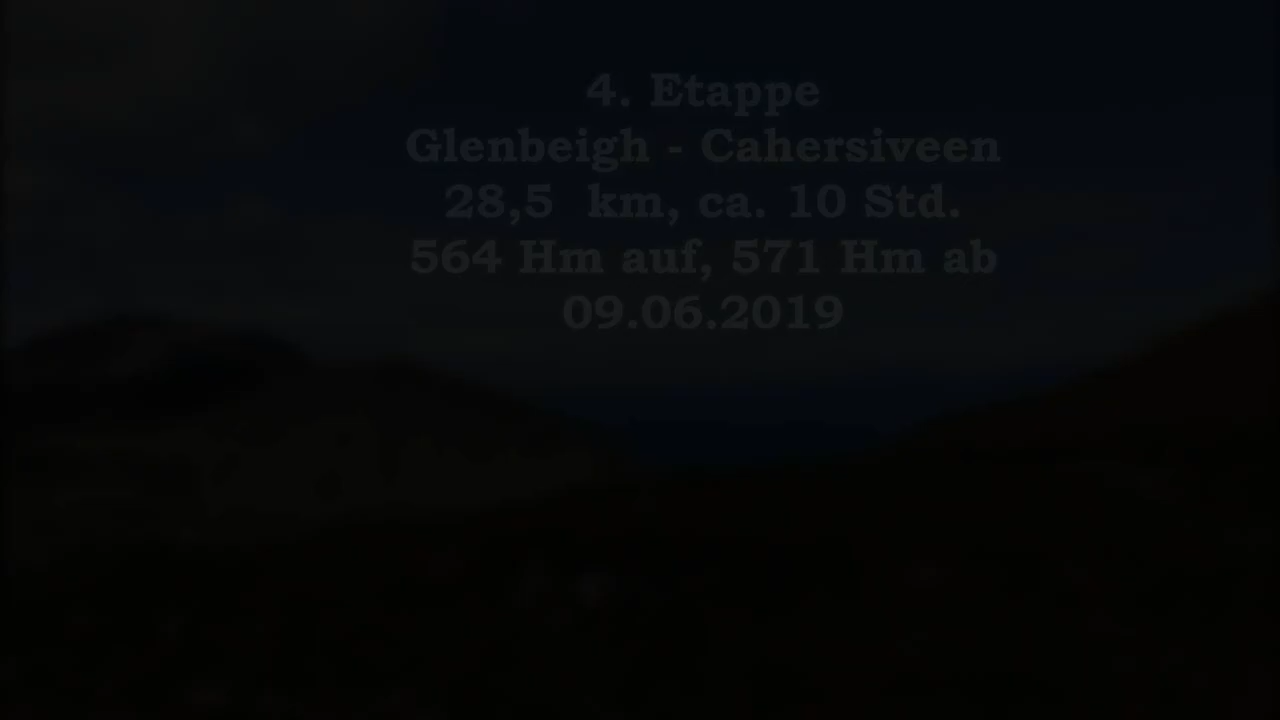 4. Etappe
Glenbeigh - Cahersiveen
28,5 km, ca. 10 Std.
564 Hm auf, 571 Hm ab
09.06.2019